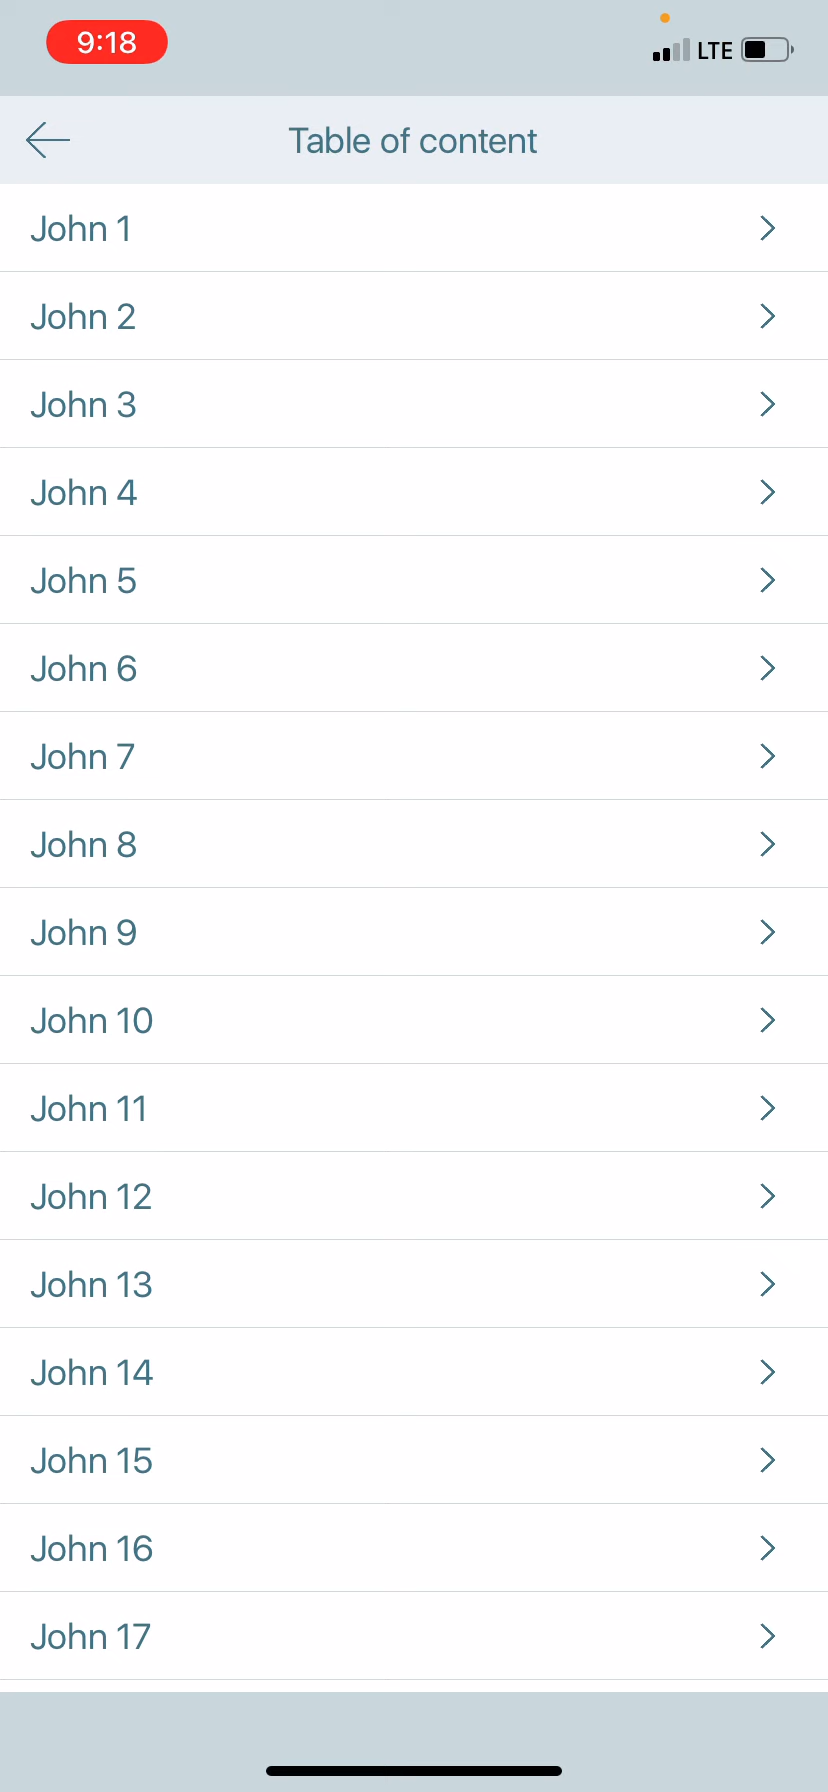 9:18
LTE
Table of content
John 1
John 2
John 3
John 4
John 5
John 6
John 7
John 8
John 9
John 10
John 11
John 12
John 13
John 14
John 15
John 16
John 17